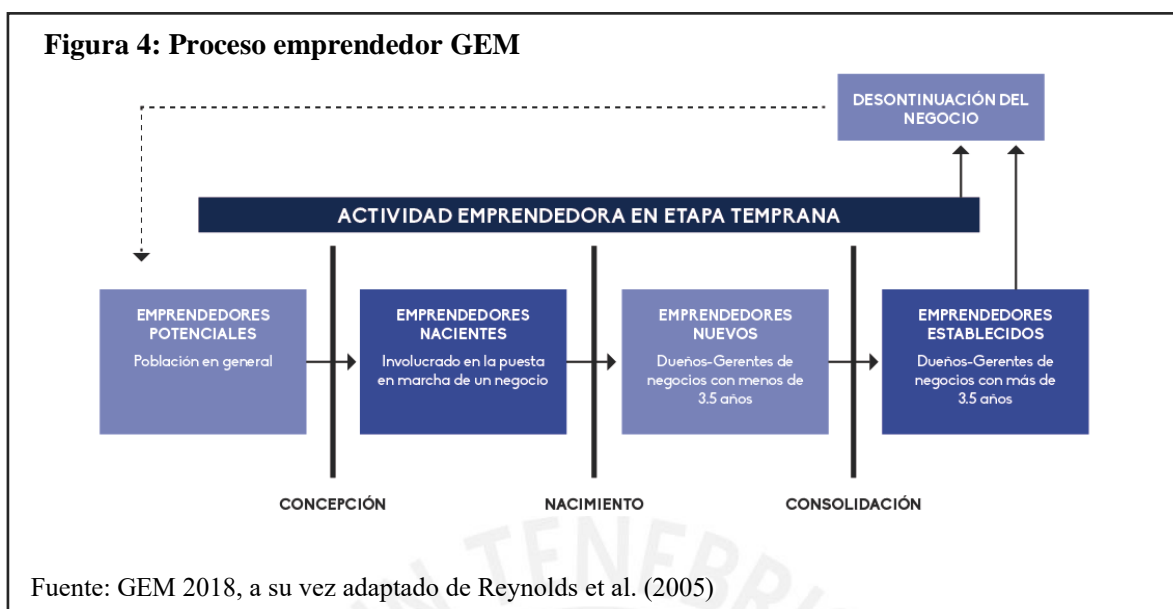 Figura 4: Proceso emprendedor GEM
DESONTINUACIÓN DEL
NEGOCIO
ACTIVIDAD EMPRENDEDORA EN ETAPA TEMPRANA
EMPRENDEDORES
POTENCIALES
Población en general
EMPRENDEDORES
NACIENTES
Involucrado en la puesta
en marcha de un negocio
EMPRENDEDORES
NUEVOS
Dueños-Gerentes de
negocios con menos de
3.5 años
EMPRENDEDORES
ESTABLECIDOS
Dueños-Gerentes de
negocios con más de
3.5 años
CONCEPCIÓN
NACIMIENTO
CONSOLIDACIÓN
Fuente: GEM 2018, a su vez adaptado de Reynolds et al. (2005)